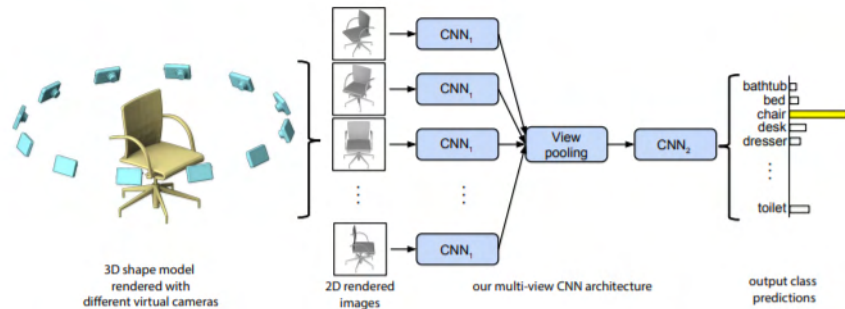 CNN₁
CNN₁
CNN₁
CNN₁
View
pooling
CNN₂
bathtub
bed
chair
desk
dresser
toilet
3D shape model
rendered with
different virtual cameras
2D rendered
images
our multi-view CNN architecture
output class
predictions